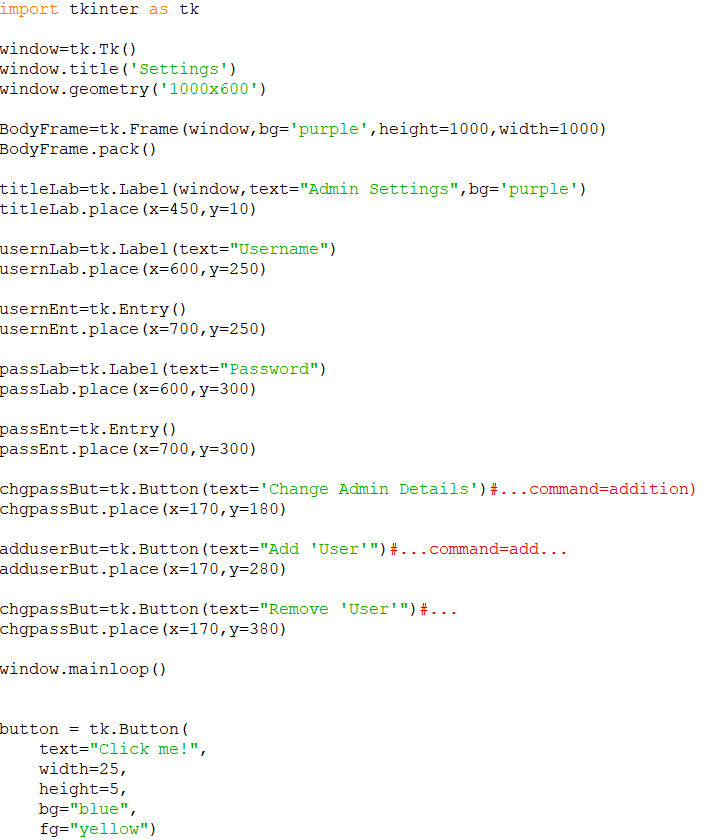 import tkinter as tk
window=tk.Tk()
window.title('Settings')
window.geometry('1000x600')
BodyFrame=tk.Frame(window,bg='purple',height=1000,width=1000)
BodyFrame.pack()
titleLab=tk.Label(window,text="Admin Settings",bg='purple')
titleLab.place(x=450,y=10)
usernLab=tk.Label(text="Username")
usernLab.place(x=600,y=250)
usernEnt=tk.Entry()
usernEnt.place(x=700,y=250)
passLab=tk.Label(text="Password")
passLab.place(x=600,y=300)
passEnt=tk.Entry()
passEnt.place(x=700,y=300)
chgpassBut=tk.Button(text='Change Admin Details')#...command=addition)
chgpassBut.place(x=170,y=180)
adduserBut=tk.Button(text="Add 'User'")#...command=add...
adduserBut.place(x=170,y=280)
chgpassBut=tk.Button(text="Remove 'User'")#...
chgpassBut.place(x=170,y=380)
window.mainloop()
button = tk.Button(
    text="Click me!",
    width=25,
    height=5,
    bg="blue",
    fg="yellow")